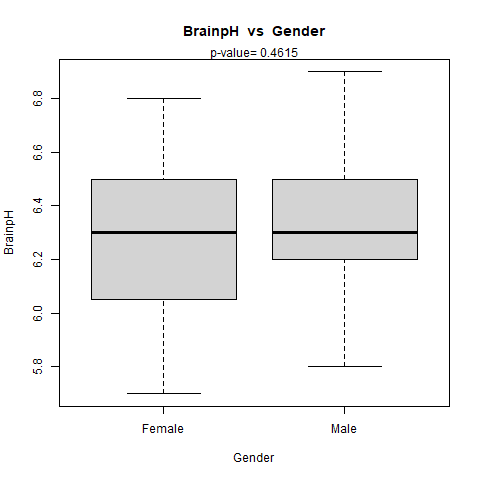 BrainpH vs Gender
p-value= 0.4615
BrainpH
6.8
6.6
6.4
6.2
6.0
5.8
Female Male
Gender